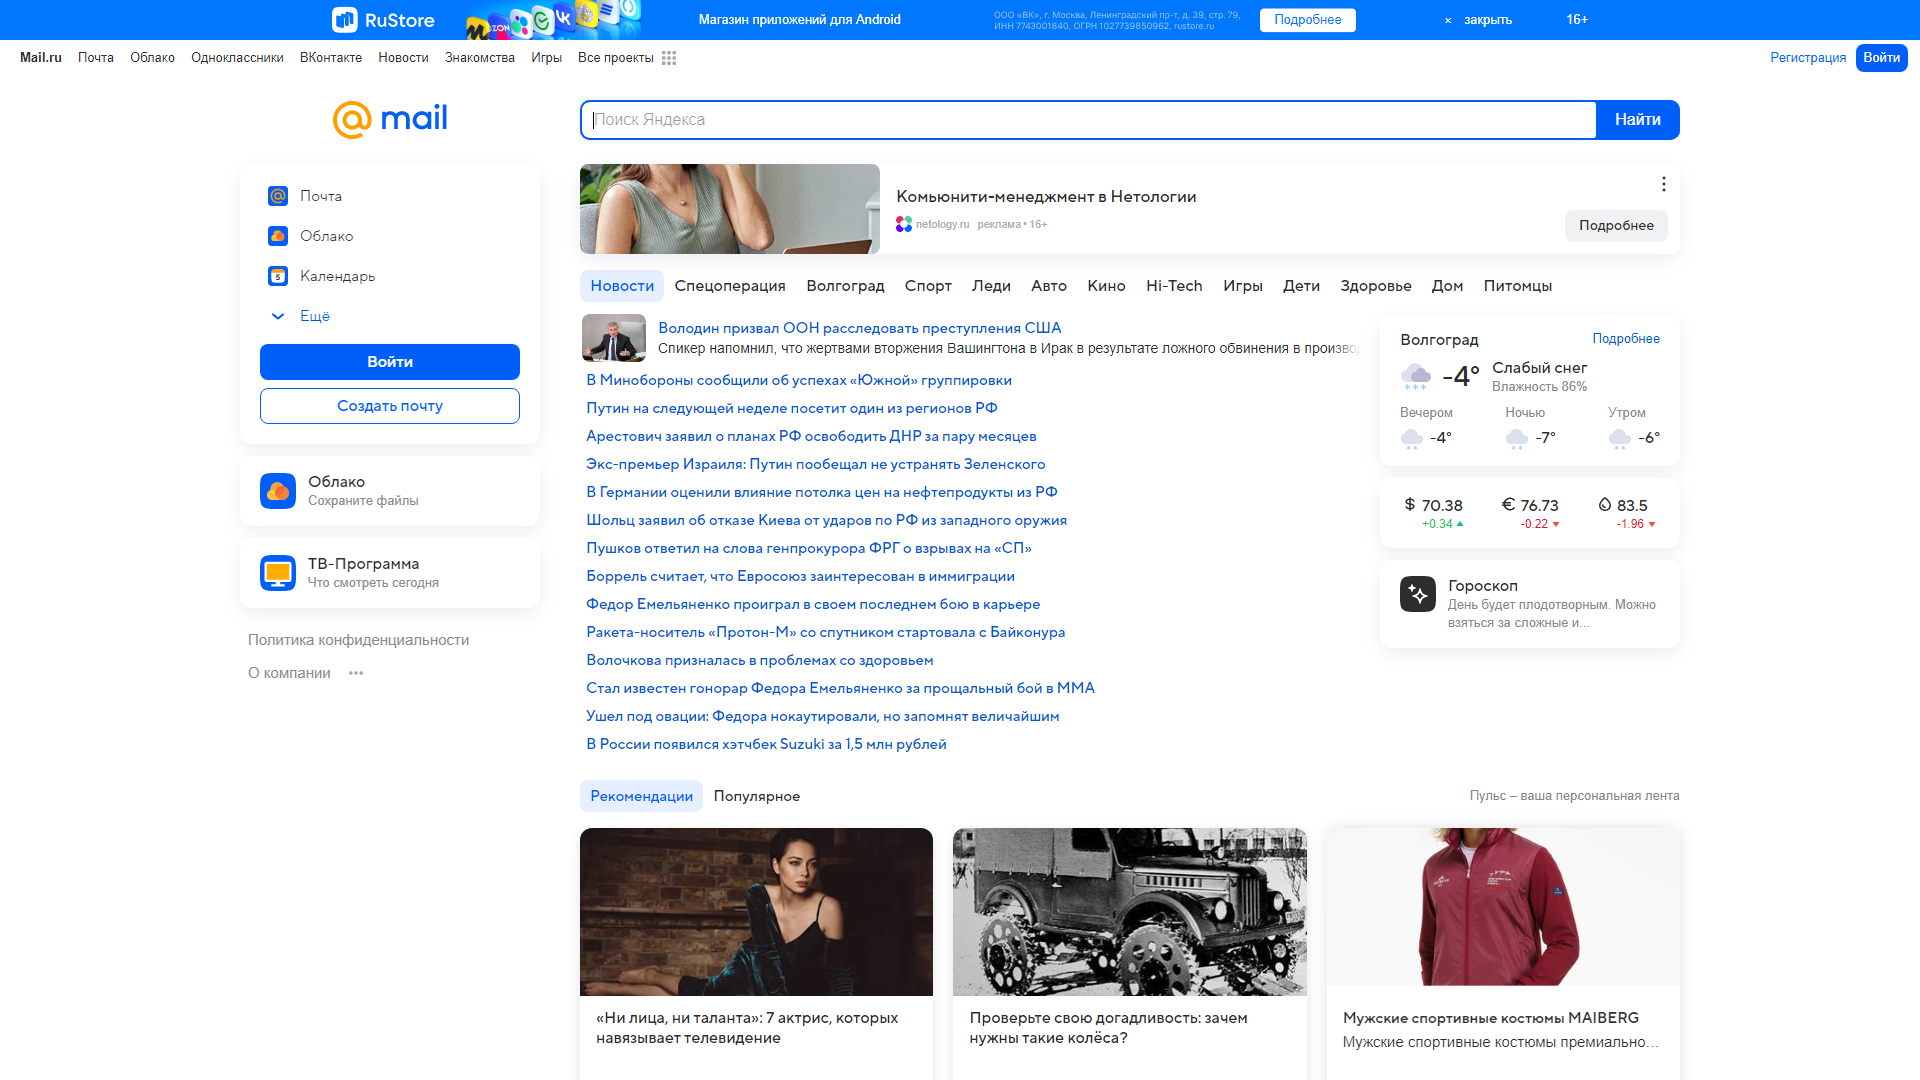 RuStore
Магазин приложений для Android
ООО «ВК», г. Москва, Ленинградский пр-т, д. 39, стр. 79,
ИНН 7743001840, ОГРН 1027739850962, rustore.ru
Подробнее
× закрыть
16+
Mail.ru Почта Облако Одноклассники ВКонтакте Новости Знакомства Игры Все проекты
Регистрация Войти
@mail
Поиск Яндекса
Найти
Почта
Облако
Календарь
Ещё
Войти
Создать почту
Облако
Сохраните файлы
ТВ-Программа
Что смотреть сегодня
Политика конфиденциальности
О компании
Комьюнити-менеджмент в Нетологии
netology.ru реклама • 16+
Подробнее
Новости Спецоперация Волгоград Спорт Леди Авто Кино Hi-Tech Игры Дети Здоровье Дом Питомцы
Володин призвал ООН расследовать преступления США
Спикер напомнил, что жертвами вторжения Вашингтона в Ирак в результате ложного обвинения в производ
В Минобороны сообщили об успехах «Южной» группировки
Путин на следующей неделе посетит один из регионов РФ
Арестович заявил о планах РФ освободить ДНР за пару месяцев
Экс-премьер Израиля: Путин пообещал не устранять Зеленского
В Германии оценили влияние потолка цен на нефтепродукты из РФ
Шольц заявил об отказе Киева от ударов по РФ из западного оружия
Пушков ответил на слова генпрокурора ФРГ о взрывах на «СП»
Боррель считает, что Евросоюз заинтересован в иммиграции
Федор Емельяненко проиграл в своем последнем бою в карьере
Ракета-носитель «Протон-М» со спутником стартовала с Байконура
Волочкова призналась в проблемах со здоровьем
Стал известен гонорар Федора Емельяненко за прощальный бой в ММА
Ушел под овации: Федора нокаутировали, но запомнят величайшим
В России появился хэтчбек Suzuki за 1,5 млн рублей
Волгоград Подробнее
-4° Слабый снег
Влажность 86%
Вечером Ночью Утром
-4° -7° -6°
$ 70.38 € 76.73 83.5
+0.34 -0.22 -1.96
Гороскоп
День будет плодотворным. Можно
взяться за сложные и...
Рекомендации Популярное
Пульс – ваша персональная лента
«Ни лица, ни таланта»: 7 актрис, которых
навязывает телевидение
Проверьте свою догадливость: зачем
нужны такие колёса?
Мужские спортивные костюмы MAIBERG
Мужские спортивные костюмы премиально...